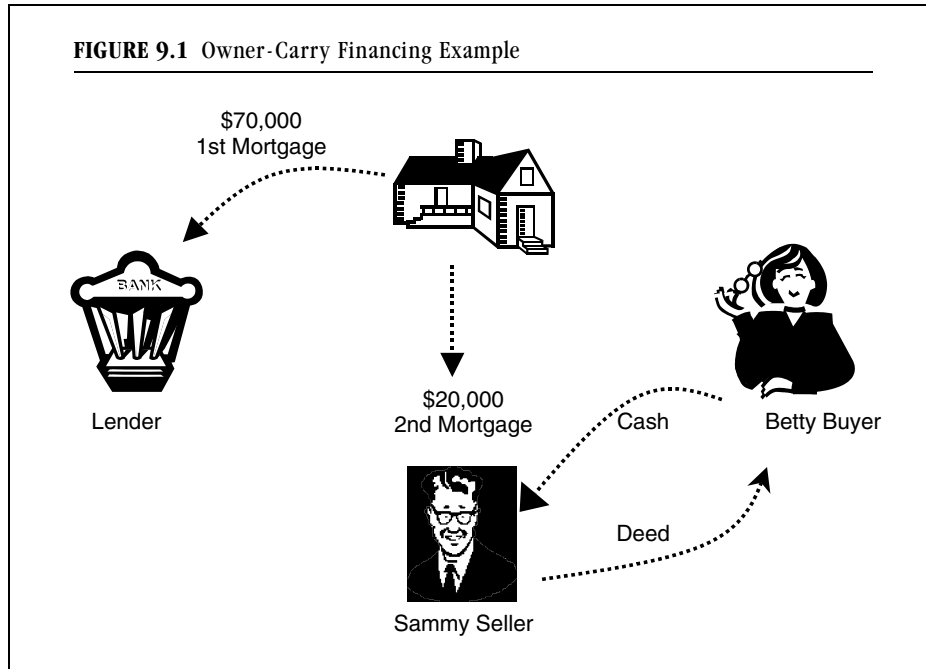 FIGURE 9.1 Owner-Carry Financing Example
$70,000
1st Mortgage
BANK
Lender
$20,000
2nd Mortgage
Cash
Betty Buyer
Deed
Sammy Seller